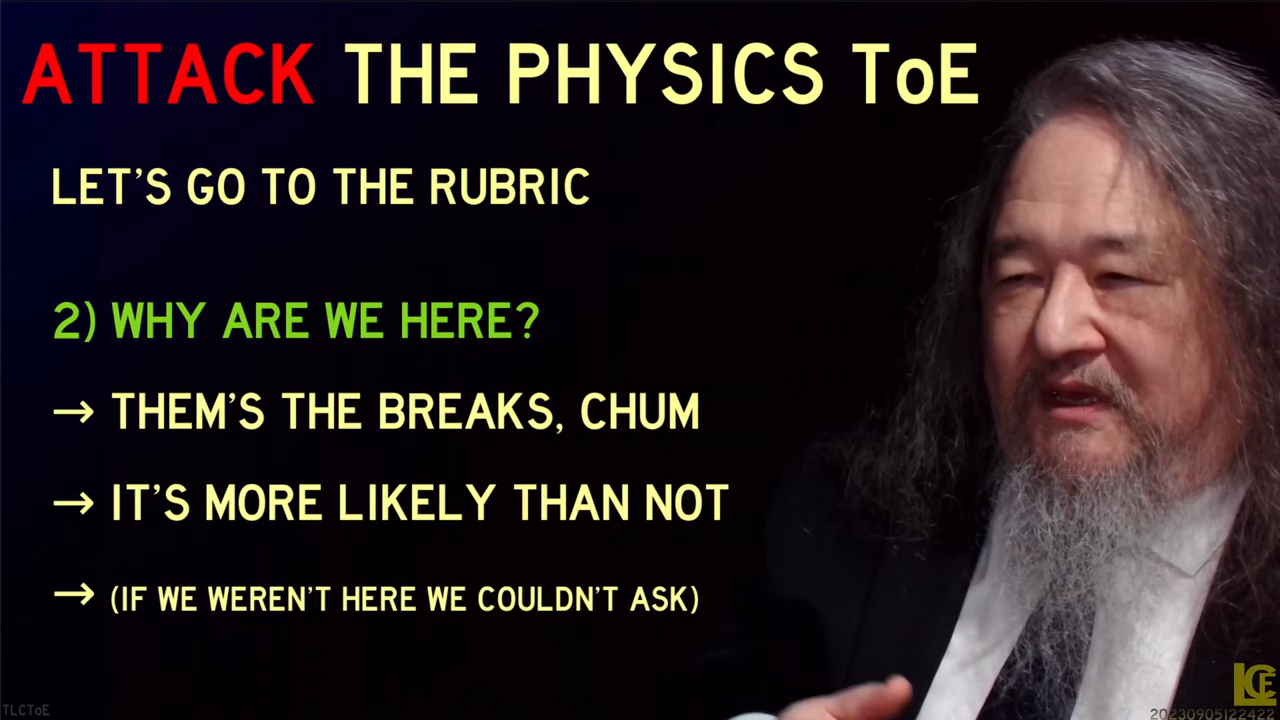 ATTACK THE PHYSICS ToE
LET'S GO TO THE RUBRIC
2) WHY ARE WE HERE?
→ THEM'S THE BREAKS, CHUM
→ IT'S MORE LIKELY THAN NOT
→ (IF WE WEREN'T HERE WE COULDN'T ASK)
TLCToE
20230905122422